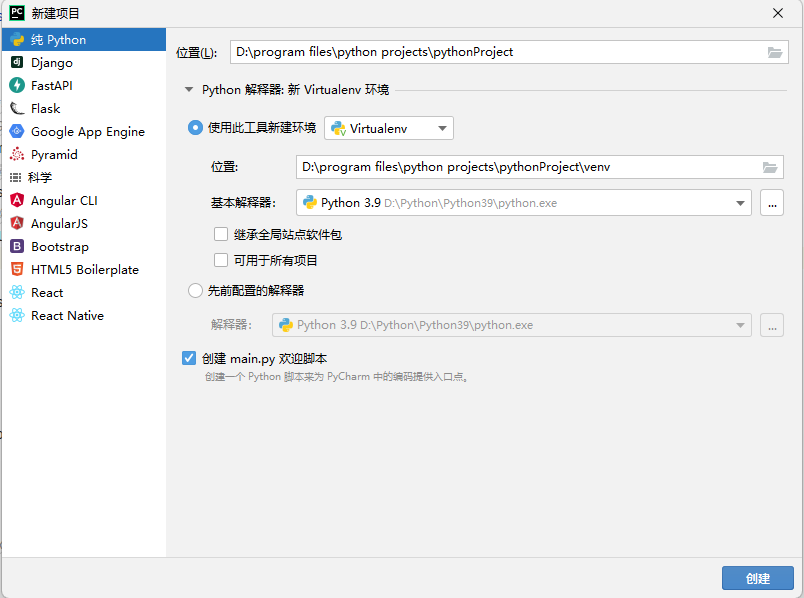 新建项目
纯 Python
Django
FastAPI
Flask
Google App Engine
Pyramid
科学
Angular CLI
AngularJS
Bootstrap
HTML5 Boilerplate
React
React Native
位置(L): D:\program files\python projects\pythonProject
Python 解释器: 新 Virtualenv 环境
使用此工具新建环境 Virtualenv
位置: D:\program files\python projects\pythonProject\venv
基本解释器: Python 3.9 D:\Python\Python39\python.exe ...
继承全局站点软件包
可用于所有项目
先前配置的解释器
解释器: Python 3.9 D:\Python\Python39\python.exe ...
创建 main.py 欢迎脚本
创建一个 Python 脚本来为 PyCharm 中的编码提供入口点。
创建